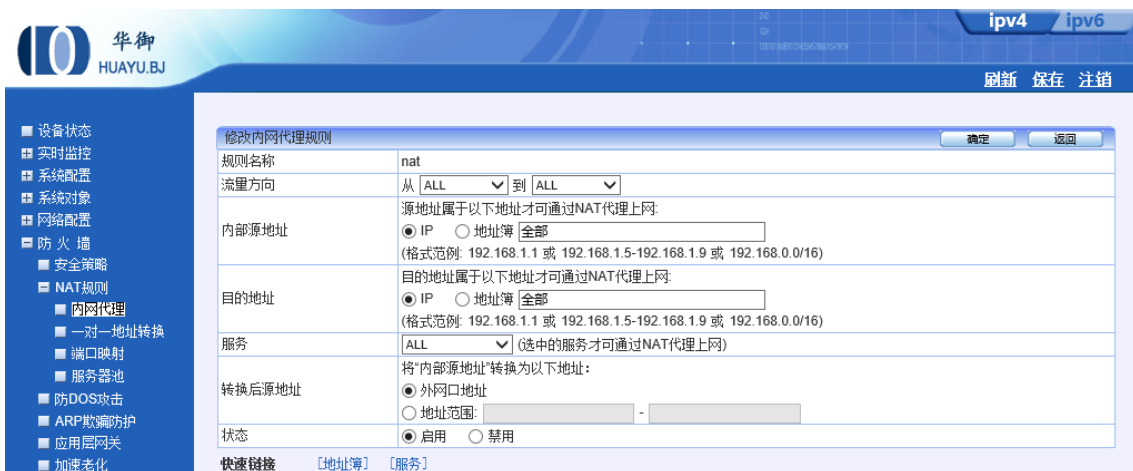 华御
HUAYU.BJ
ipv4 ipv6
刷新 保存 注销
设备状态
实时监控
系统配置
系统对象
网络配置
防 火 墙
安全策略
NAT规则
内网代理
一对一地址转换
端口映射
服务器池
防DOS攻击
ARP欺骗防护
应用层网关
加速老化
修改内网代理规则 确定 返回
规则名称 nat
流量方向 从 ALL 到 ALL
内部源地址
源地址属于以下地址才可通过NAT代理上网:
IP 地址簿 全部
(格式范例: 192.168.1.1 或 192.168.1.5-192.168.1.9 或 192.168.0.0/16)
目的地址
目的地址属于以下地址才可通过NAT代理上网:
IP 地址簿 全部
(格式范例: 192.168.1.1 或 192.168.1.5-192.168.1.9 或 192.168.0.0/16)
服务 ALL (选中的服务才可通过NAT代理上网)
转换后源地址
将“内部源地址”转换为以下地址：
外网口地址
地址范围: -
状态 启用 禁用
快速链接 [地址簿] [服务]